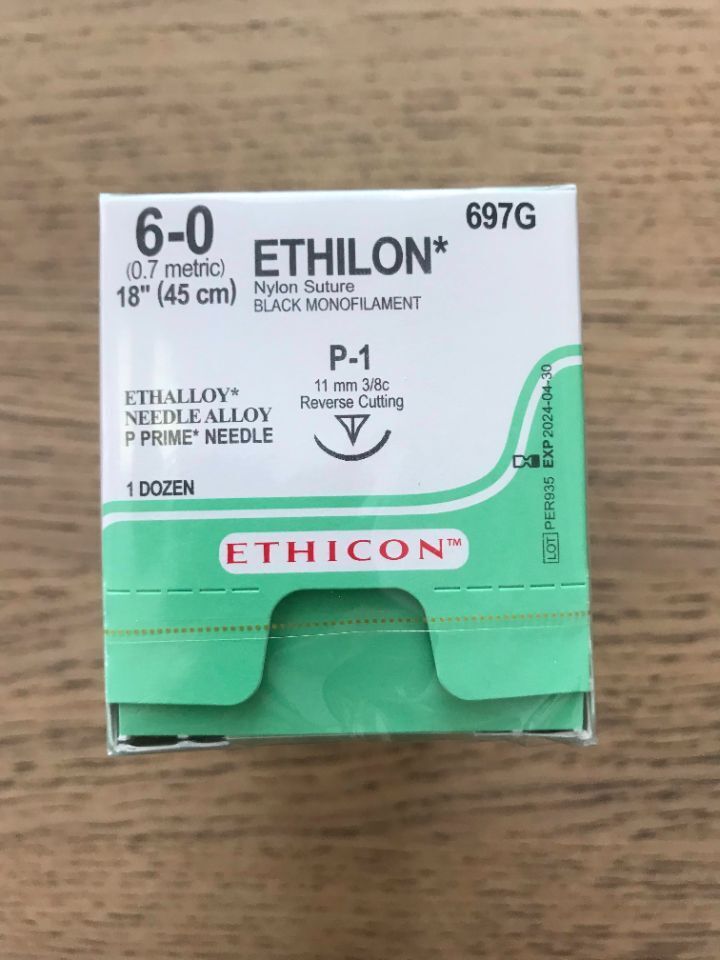 6-0
(0.7 metric)
18" (45 cm)
ETHILON*
Nylon Suture
BLACK MONOFILAMENT
697G
P-1
11 mm 3/8c
Reverse Cutting
ETHALLOY*
NEEDLE ALLOY
P PRIME* NEEDLE
1 DOZEN
LOT PER935 EXP 2024-04-30
ETHICON™